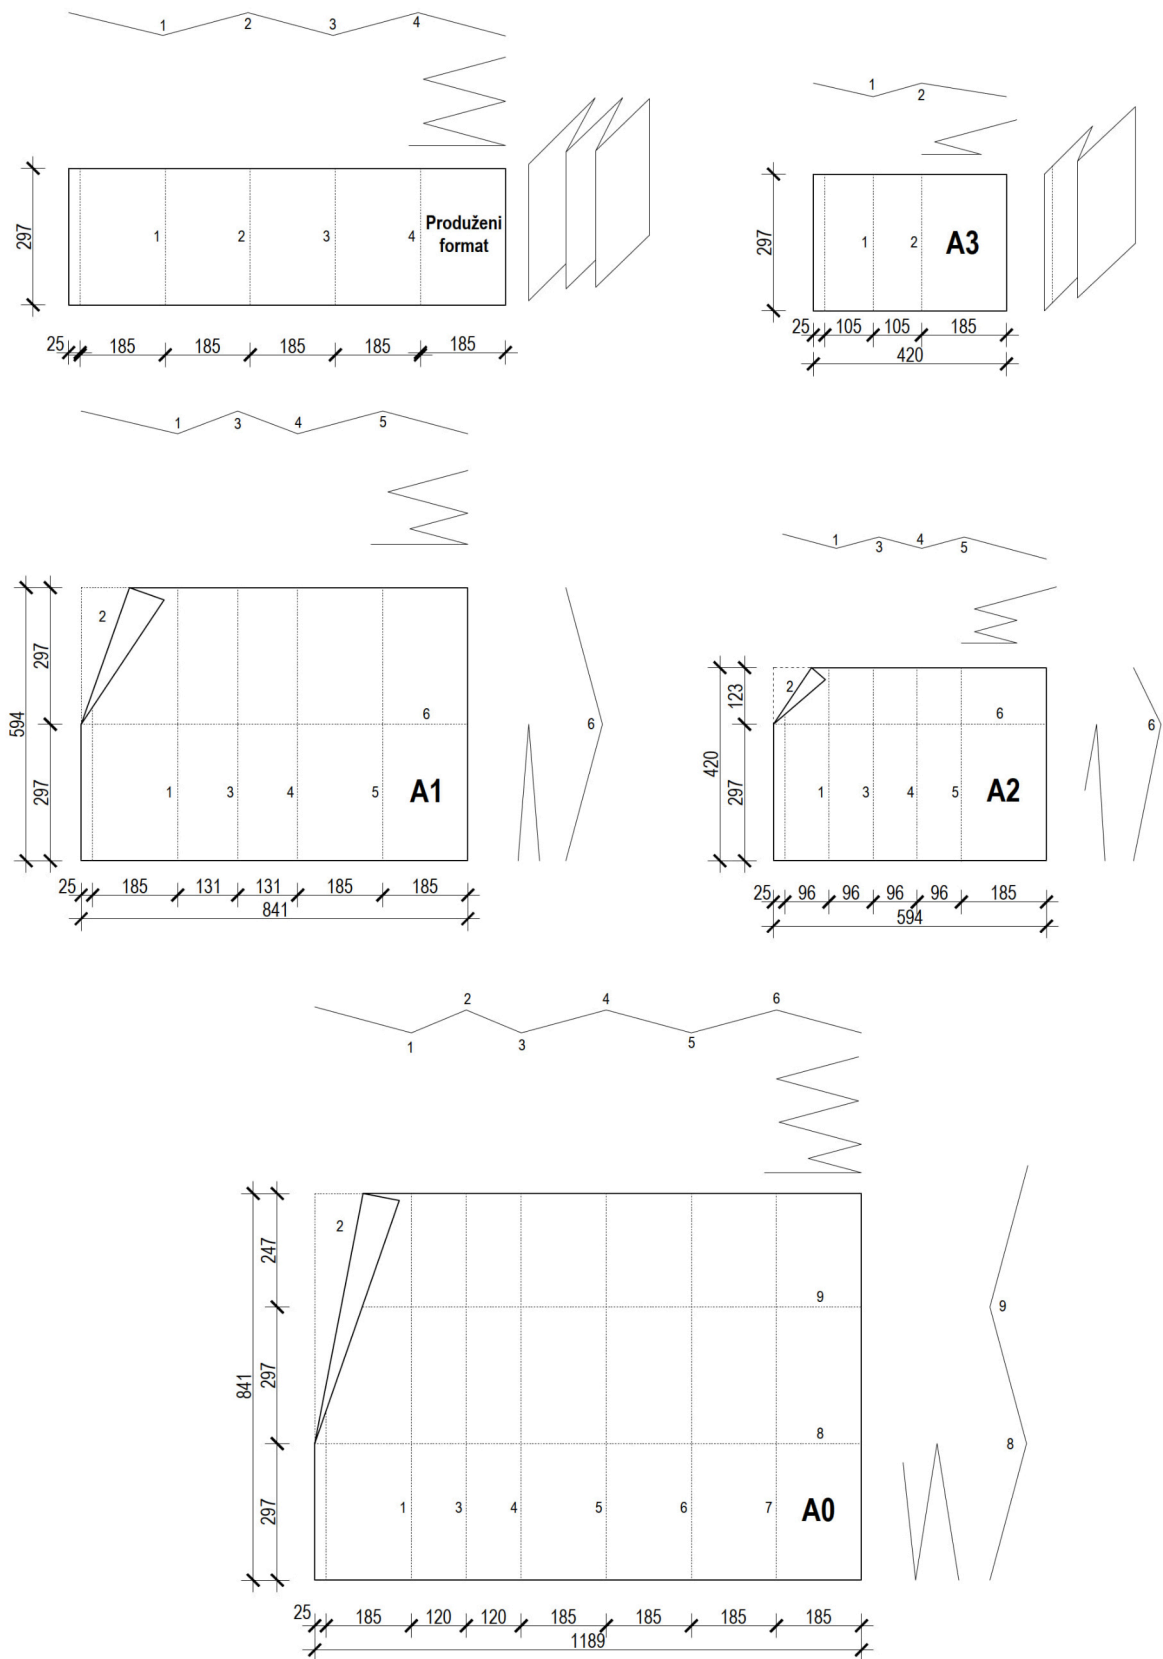 1 2 3 4
297
1 2 3 4
Produženi
format
25 185 185 185 185 185
1 2
297
1 2 A3
25 105 105 185
420
1 3 4 5
594
297
297
2
6
1 3 4 5 A1
25 185 131 131 185 185
841
6
1 3 4 5
420
123
297
2
6
1 3 4 5 A2
25 96 96 96 96 185
594
6
2 4 6
1 3 5
841
247
297
297
2
9
8
1 3 4 5 6 7 A0
25 185 120 120 185 185 185 185
1189
9
8